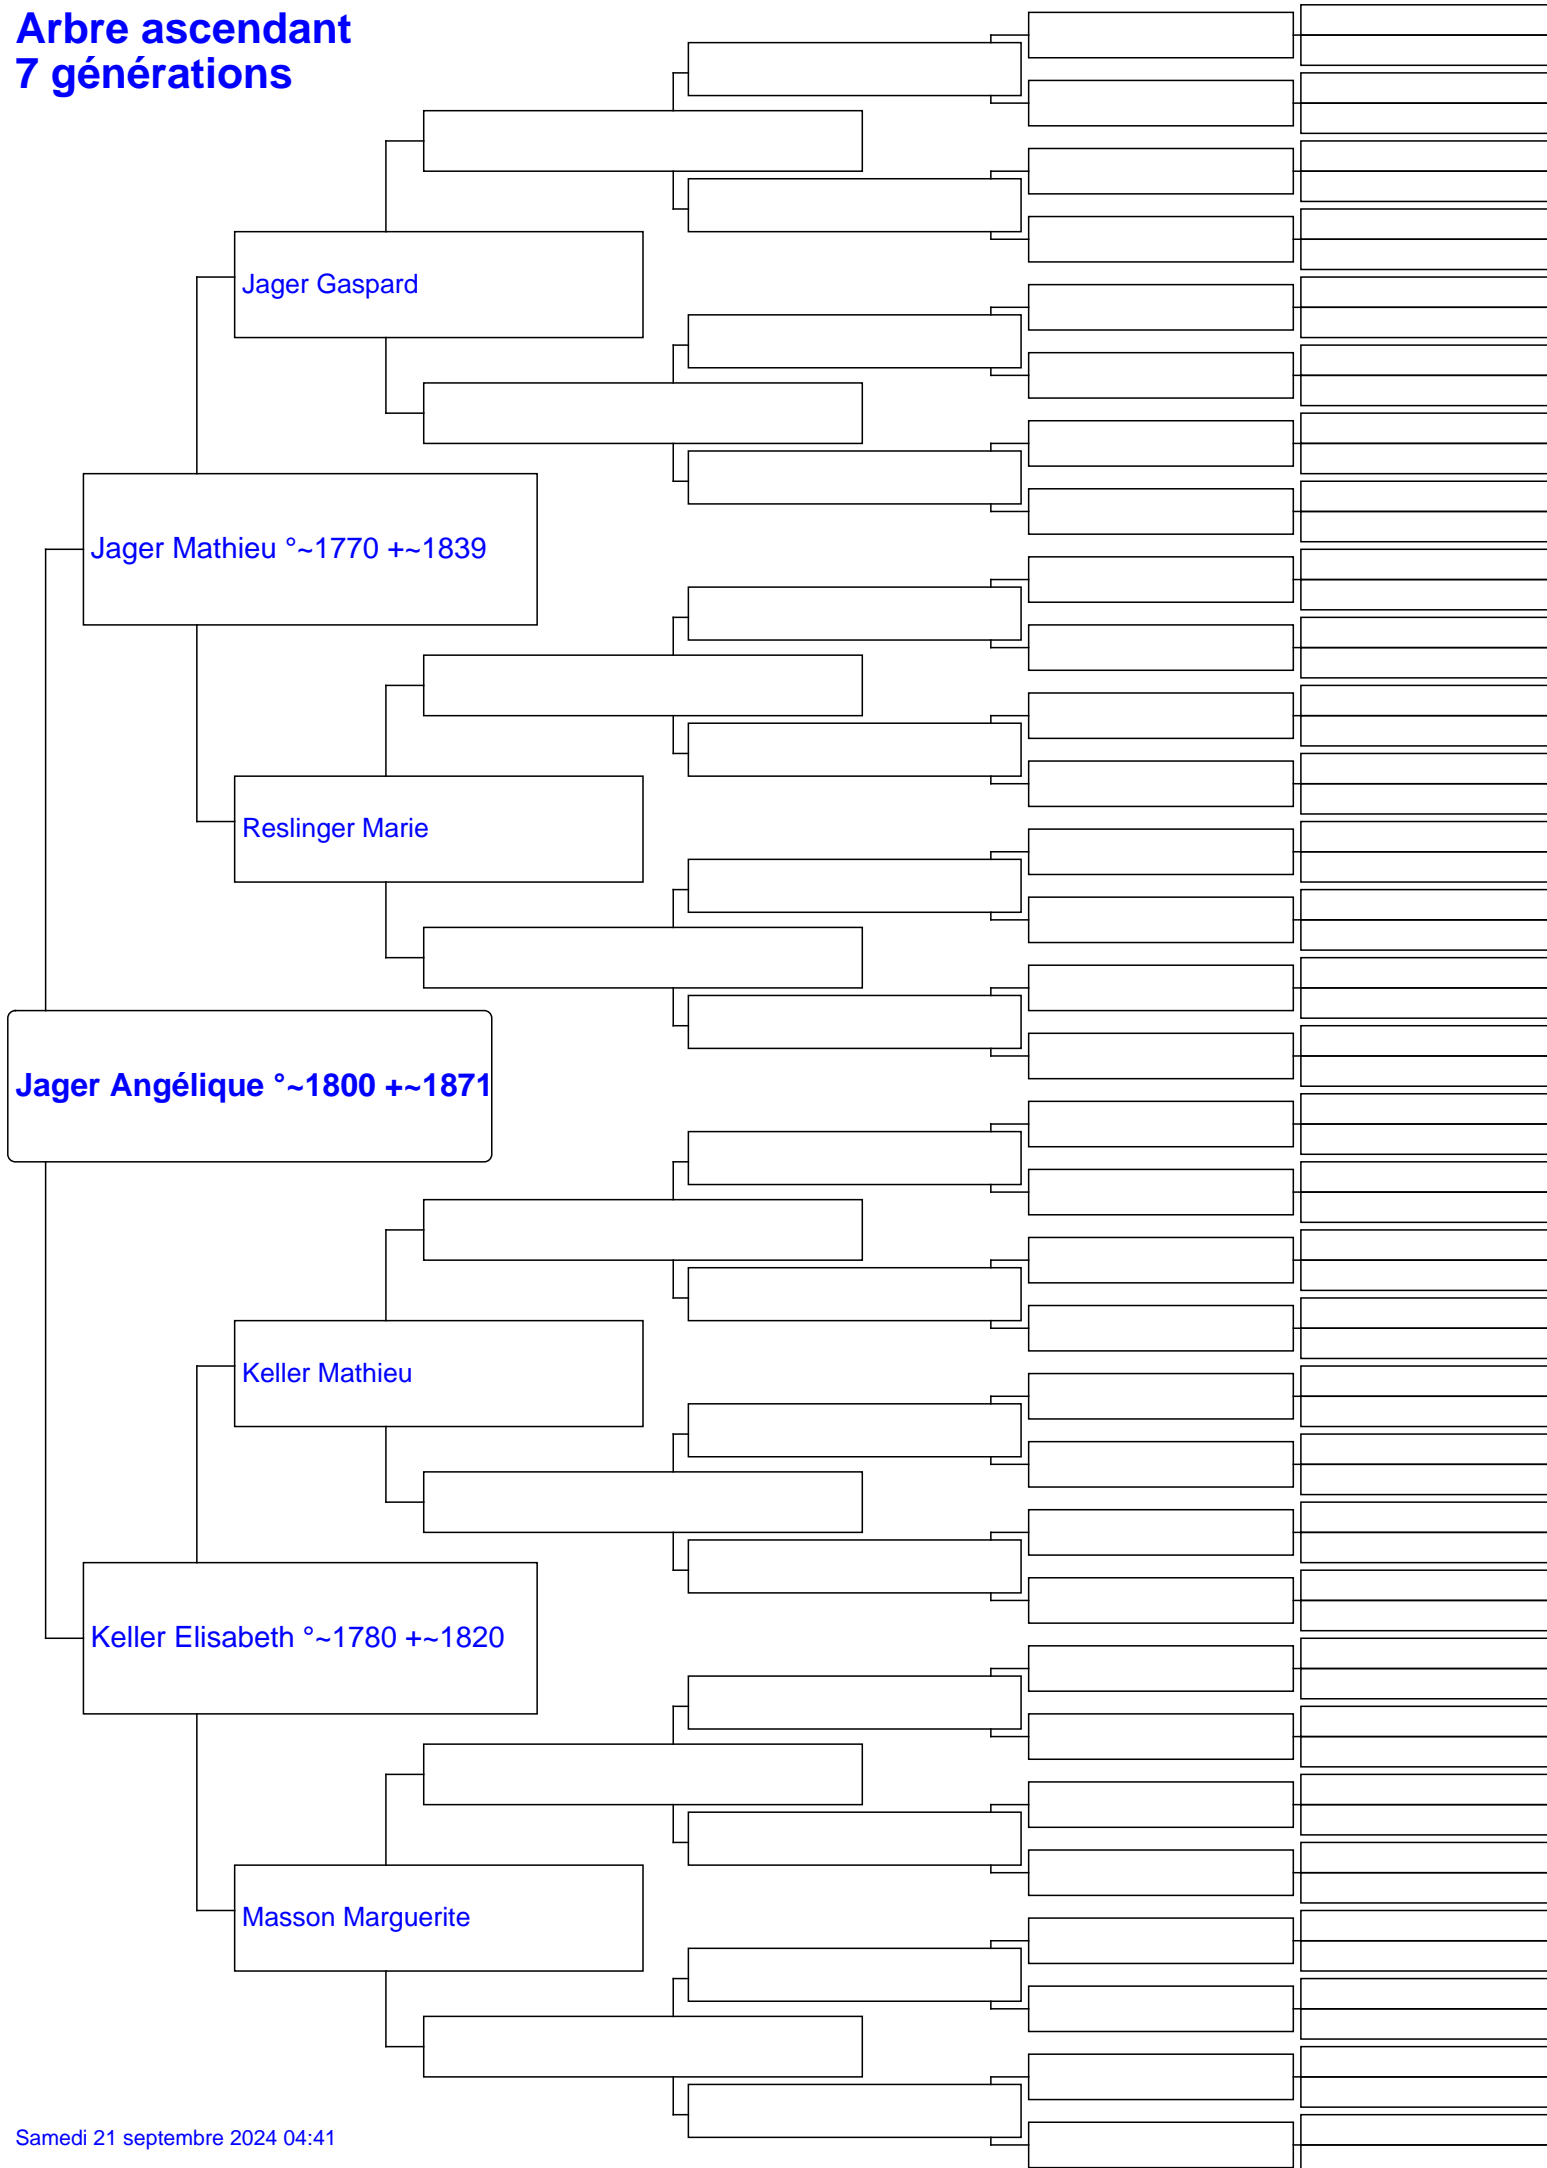 Arbre ascendant
7 générations
Jager Gaspard
Jager Mathieu °~1770 +~1839
Reslinger Marie
Jager Angélique °~1800 +~1871
Keller Mathieu
Keller Elisabeth °~1780 +~1820
Masson Marguerite
Samedi 21 septembre 2024 04:41